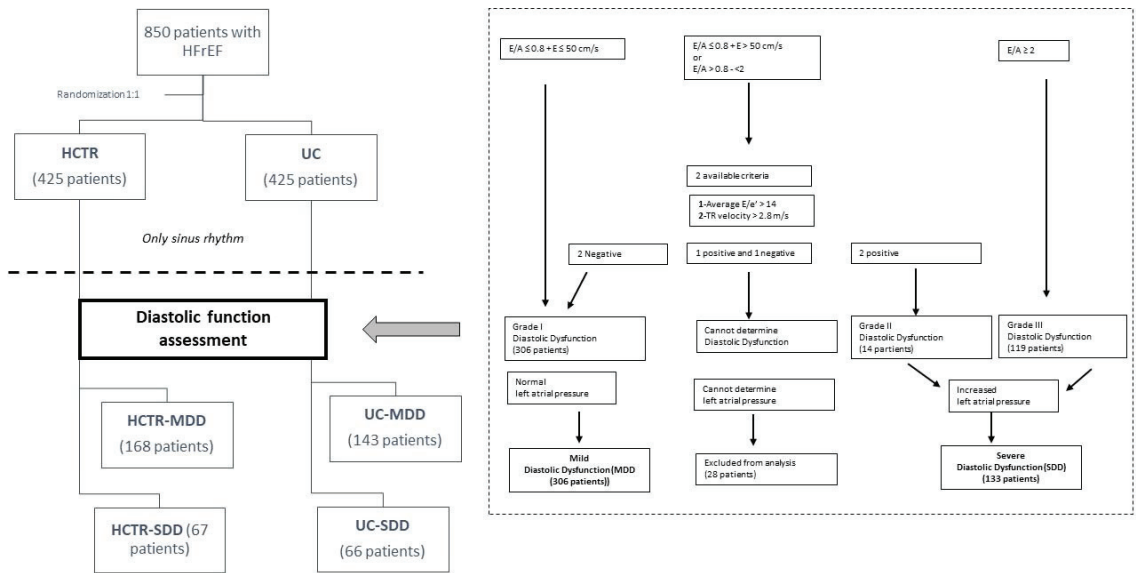 850 patients with
HFrEF
Randomization 1:1
HCTR
(425 patients)
UC
(425 patients)
Only sinus rhythm
Diastolic function
assessment
HCTR-MDD
(168 patients)
UC-MDD
(143 patients)
HCTR-SDD (67
patients)
UC-SDD
(66 patients)
E/A ≤ 0.8 + E ≤ 50 cm/s
E/A ≤ 0.8 + E > 50 cm/s
or
E/A > 0.8 - <2
E/A ≥ 2
2 available criteria
1-Average E/e' > 14
2-TR velocity > 2.8 m/s
2 Negative
1 positive and 1 negative
2 positive
Grade I
Diastolic Dysfunction
(306 patients)
Cannot determine
Diastolic Dysfunction
Grade II
Diastolic Dysfunction
(14 partients)
Grade III
Diastolic Dysfunction
(119 patients)
Normal
left atrial pressure
Cannot determine
left atrial pressure
Increased
left atrial pressure
Mild
Diastolic Dysfunction (MDD
(306 patients))
Excluded from analysis
(28 patients)
Severe
Diastolic Dysfunction (SDD)
(133 patients)